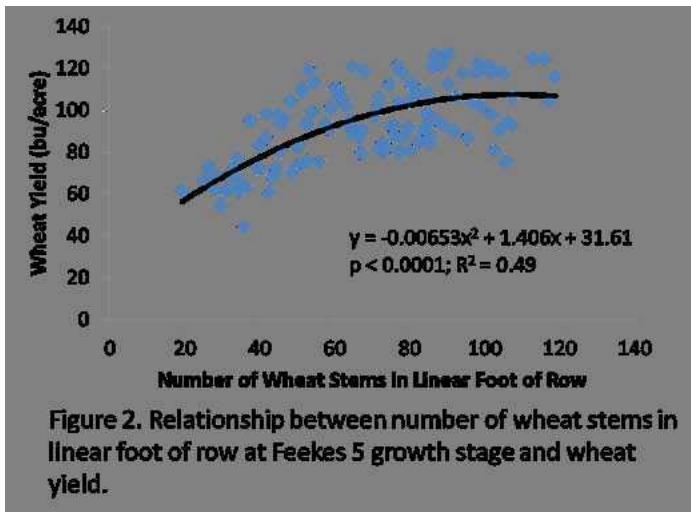 140
120
100
80
60
40
20
0
Wheat Yield (bu/acre)
y = -0.00653x² + 1.406x + 31.61
p < 0.0001; R² = 0.49
0 20 40 60 80 100 120 140
Number of Wheat Stems in Linear Foot of Row
Figure 2. Relationship between number of wheat stems in
linear foot of row at Feekes 5 growth stage and wheat
yield.